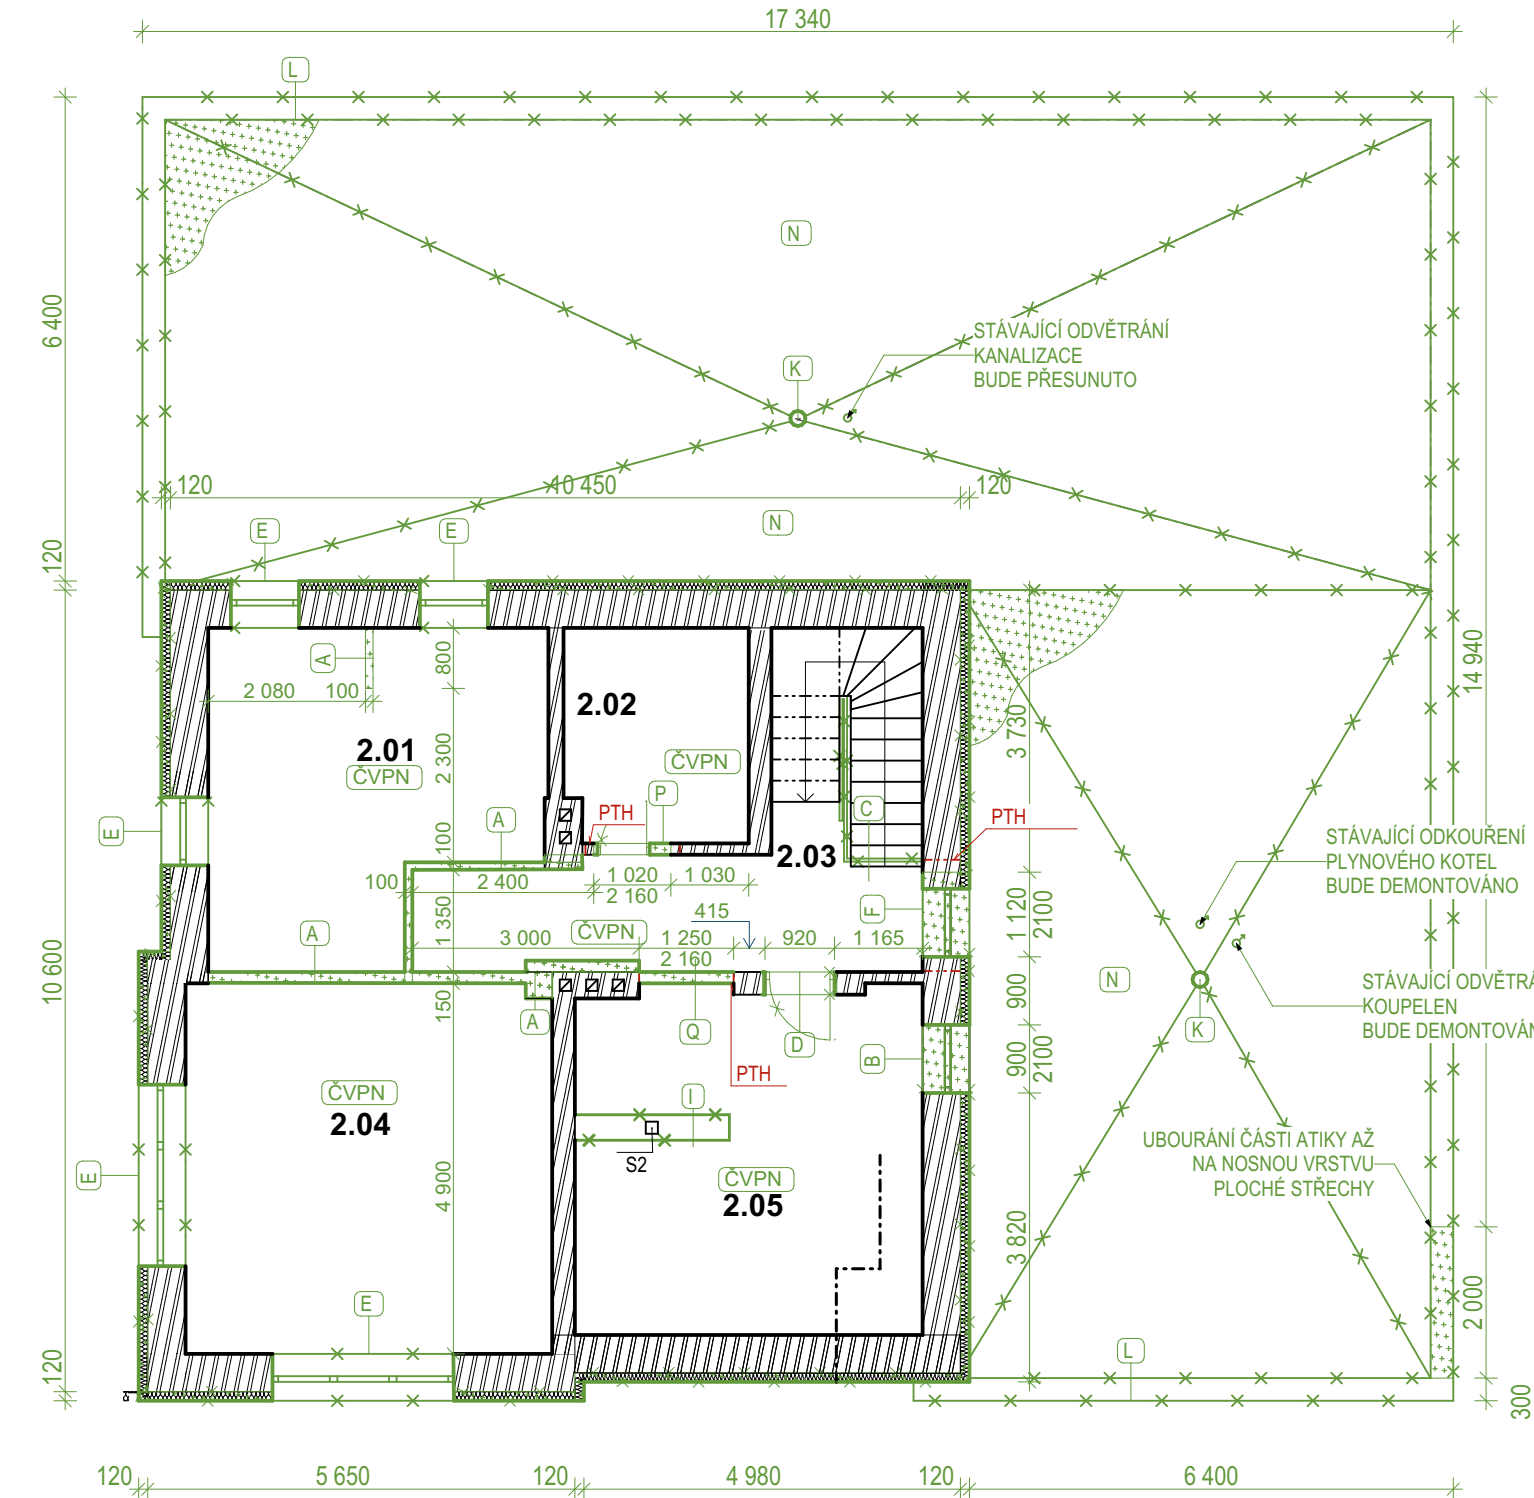 17 340
L
6 400
N
STÁVAJÍCÍ ODVĚTRÁNÍ
KANALIZACE
BUDE PŘESUNUTO
K
120
10 450
120
E
E
N
120
A
800
2 080
100
2.02
2.01
ČVPN
2 300
ČVPN
3 730
14 940
P
PTH
A
C
PTH
100
2.03
STÁVAJÍCÍ ODKOUŘENÍ
PLYNOVÉHO KOTEL
BUDE DEMONTOVÁNO
E
100
2 400
1 020
1 030
2 160
1 350
415
F
1 120
2100
A
3 000
ČVPN
1 250
920
1 165
2 160
10 600
150
A
Q
D
900
N
K
STÁVAJÍCÍ ODVĚTRÁ
KOUPELEN
BUDE DEMONTOVÁN
B
900
2100
PTH
ČVPN
2.04
I
S2
UBOURÁNÍ ČÁSTI ATIKY AŽ
NA NOSNOU VRSTVU
PLOCHÉ STŘECHY
E
4 900
ČVPN
2.05
3 820
E
2 000
L
120
300
120
5 650
120
4 980
120
6 400